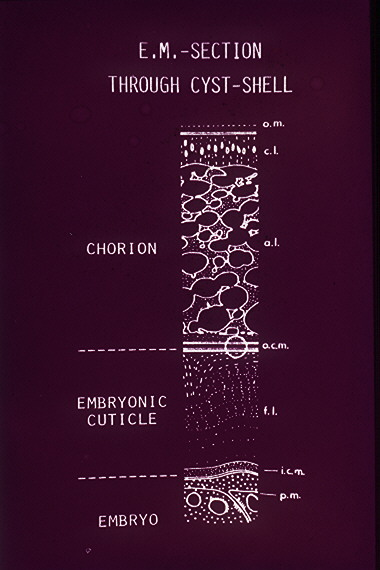 E.M.-SECTION
THROUGH CYST-SHELL
o.m.
c.l.
CHORION
a.l.
o.c.m.
EMBRYONIC
CUTICLE
f.l.
i.c.m.
p.m.
EMBRYO